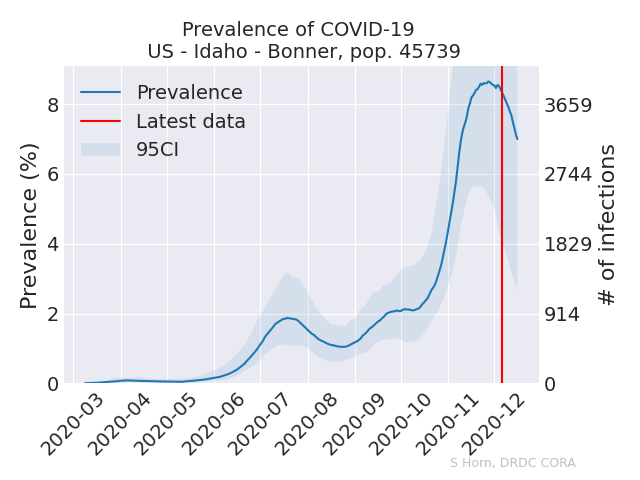 Prevalence of COVID-19
US - Idaho - Bonner, pop. 45739
Prevalence
Latest data
95CI
Prevalence (%)
8
6
4
2
0
3659
2744
1829
914
0
# of infections
2020-03
2020-04
2020-05
2020-06
2020-07
2020-08
2020-09
2020-10
2020-11
2020-12
S Horn, DRDC CORA